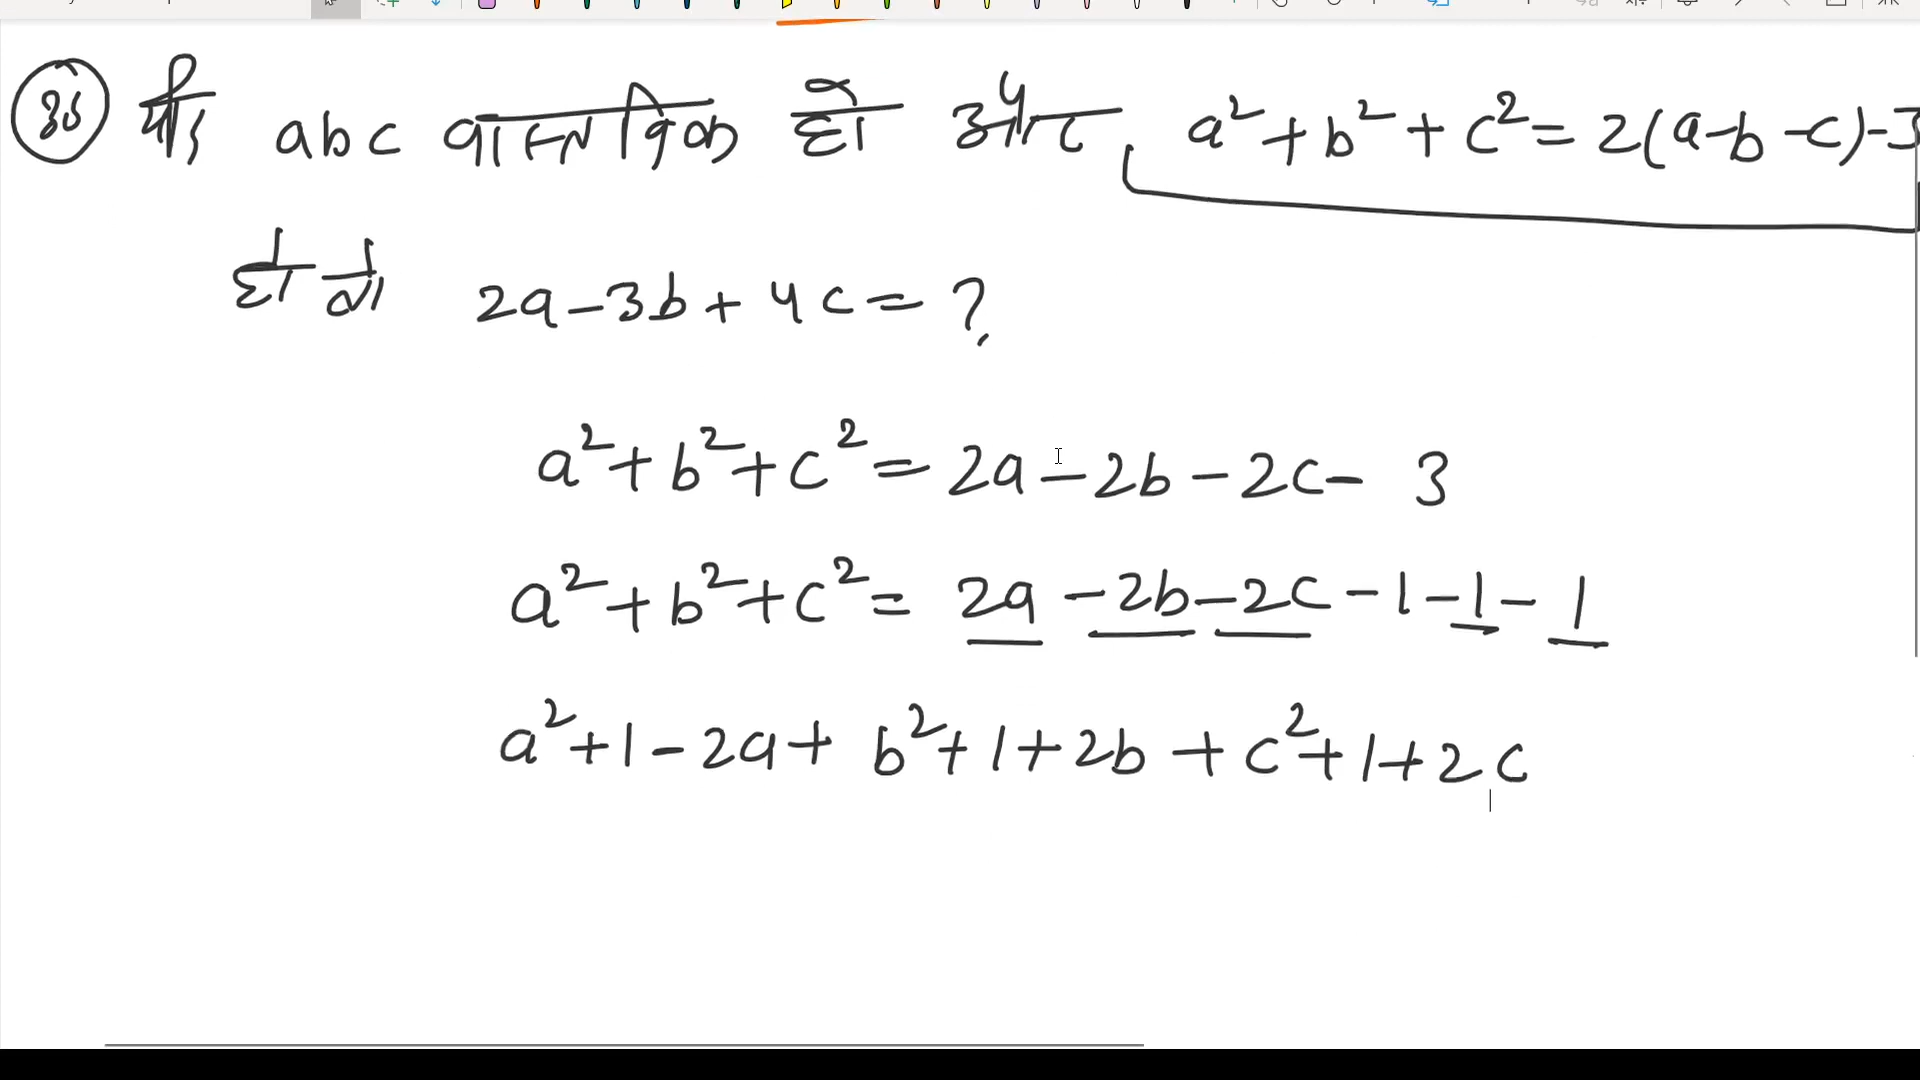 38 यदि abc वास्तविक हो और a²+b²+c²=2(a-b-c)-3
हो तो 2a-3b+4c=?
a²+b²+c²=2a-2b-2c-3
a²+b²+c²=2a-2b-2c-1-1-1
a²+1-2a+b²+1+2b+c²+1+2c